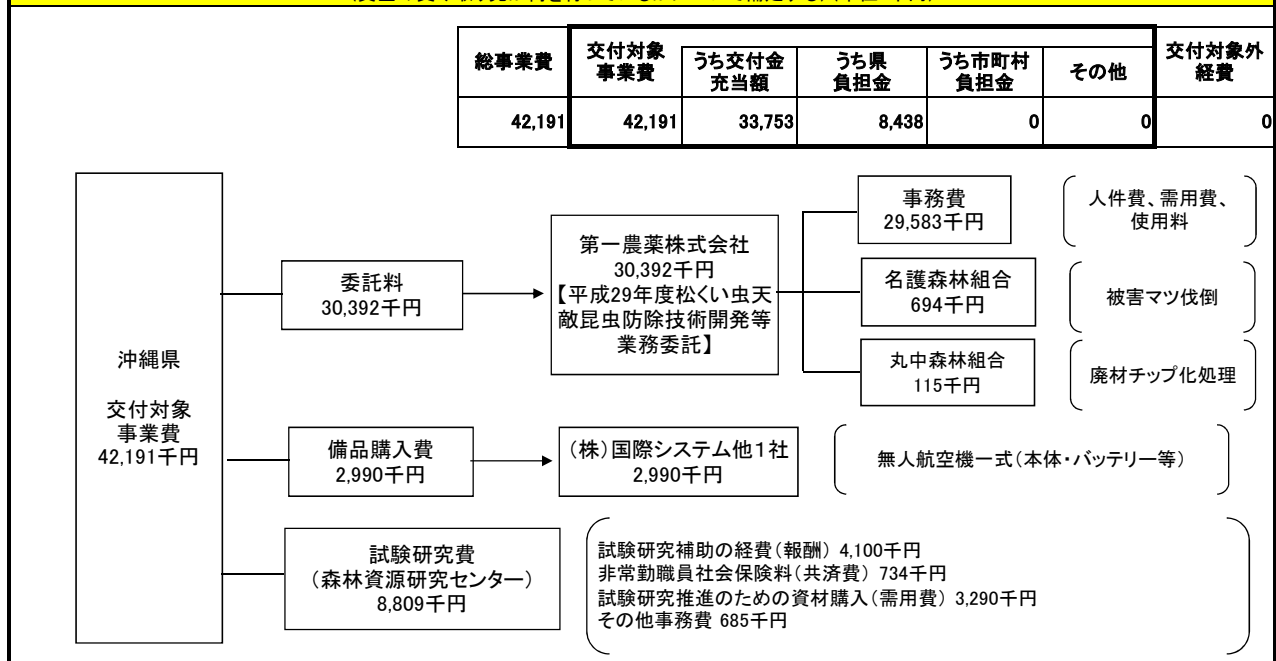 総事業費
交付対象
事業費
うち交付金
充当額
うち県
負担金
うち市町村
負担金
その他
交付対象外
経費
42,191
42,191
33,753
8,438
0
0
0
沖縄県
交付対象
事業費
42,191千円
委託料
30,392千円
第一農薬株式会社
30,392千円
【平成29年度松くい虫天
敵昆虫防除技術開発等
業務委託】
事務費
29,583千円
人件費、需用費、
使用料
名護森林組合
694千円
被害マツ伐倒
丸中森林組合
115千円
廃材チップ化処理
備品購入費
2,990千円
(株)国際システム他1社
2,990千円
無人航空機一式(本体・バッテリー等)
試験研究費
(森林資源研究センター)
8,809千円
試験研究補助の経費(報酬) 4,100千円
非常勤職員社会保険料(共済費) 734千円
試験研究推進のための資材購入(需用費) 3,290千円
その他事務費 685千円